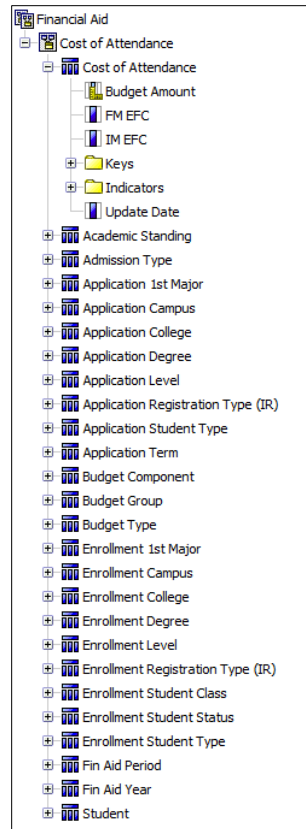 Financial Aid
Cost of Attendance
Cost of Attendance
Budget Amount
FM EFC
IM EFC
Keys
Indicators
Update Date
Academic Standing
Admission Type
Application 1st Major
Application Campus
Application College
Application Degree
Application Level
Application Registration Type (IR)
Application Student Type
Application Term
Budget Component
Budget Group
Budget Type
Enrollment 1st Major
Enrollment Campus
Enrollment College
Enrollment Degree
Enrollment Level
Enrollment Registration Type (IR)
Enrollment Student Class
Enrollment Student Status
Enrollment Student Type
Fin Aid Period
Fin Aid Year
Student